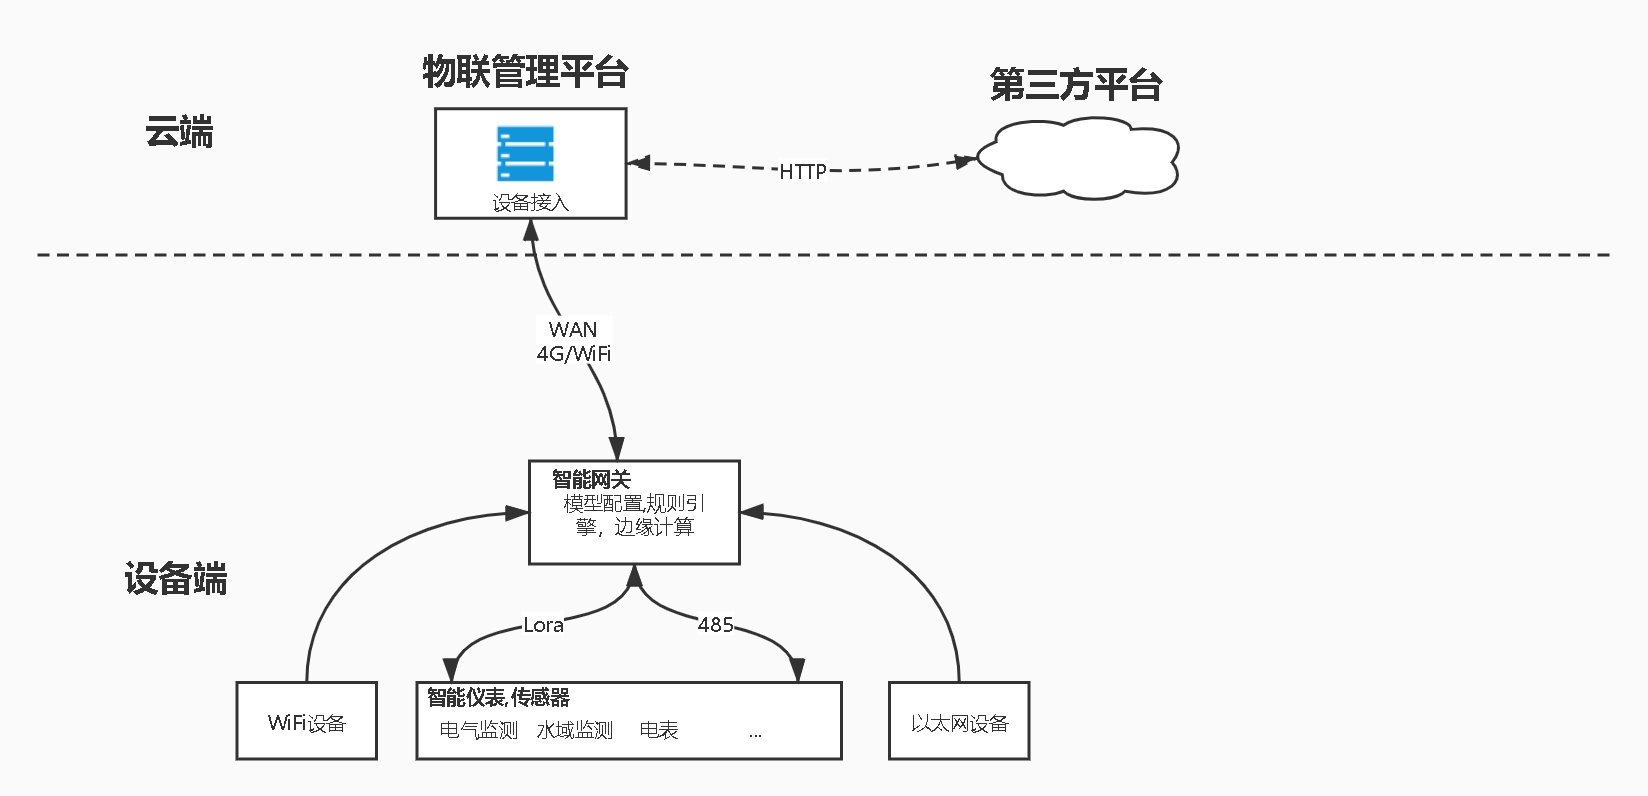 物联管理平台
第三方平台
云端
HTTP
设备接入
WAN
4G/WiFi
智能网关
模型配置,规则引
擎，边缘计算
设备端
Lora
485
智能仪表,传感器
WiFi设备
电气监测 水域监测 电表 ...
以太网设备